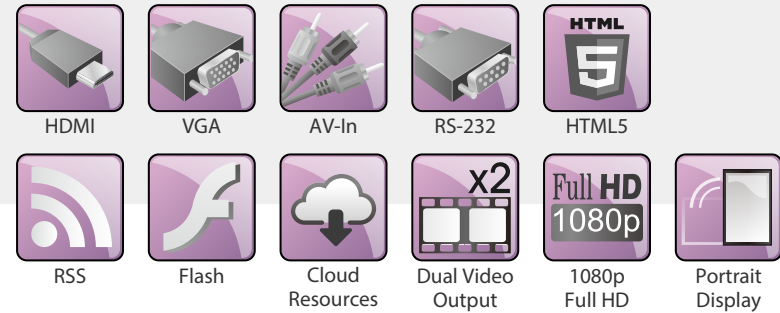 HTML
5
HDMI
VGA
AV-In
RS-232
HTML5
x2
Full HD
1080p
RSS
Flash
Cloud
Resources
Dual Video
Output
1080p
Full HD
Portrait
Display